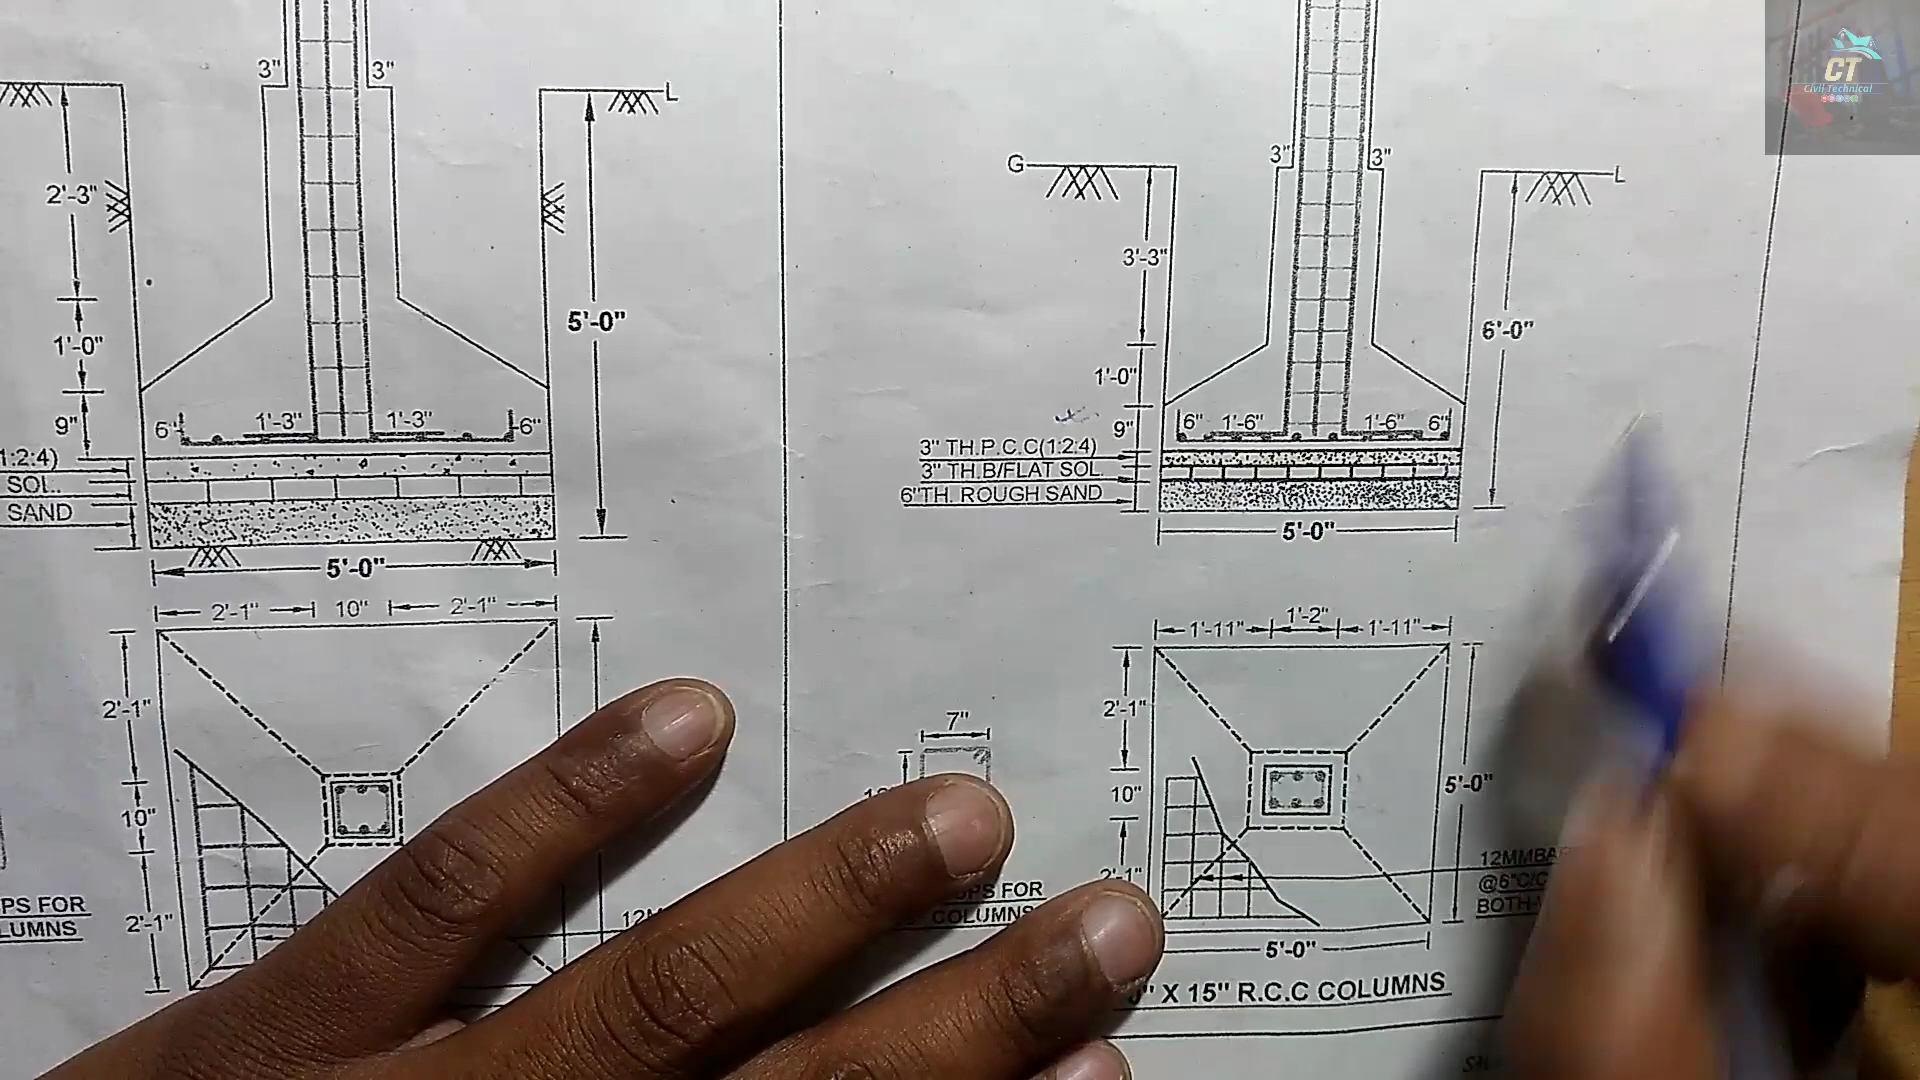 CT
Civil Technical
3" 3"
L
2'-3"
1'-0"
9"
5'-0"
6" 1'-3" 1'-3" 6"
1:2:4)
SOL.
SAND
5'-0"
2'-1" 10" 2'-1"
2'-1"
10"
2'-1"
PS FOR
LUMNS
G
3" 3"
L
3'-3"
1'-0"
9"
6'-0"
6" 1'-6" 1'-6" 6"
3" TH.P.C.C(1:2:4)
3" TH.B/FLAT SOL.
6"TH. ROUGH SAND
5'-0"
1'-11" 1'-2" 1'-11"
2'-1"
10"
2'-1"
5'-0"
7"
PS FOR
COLUMNS
12MMBA
@6"C/C
BOTH-
5'-0"
" X 15" R.C.C COLUMNS